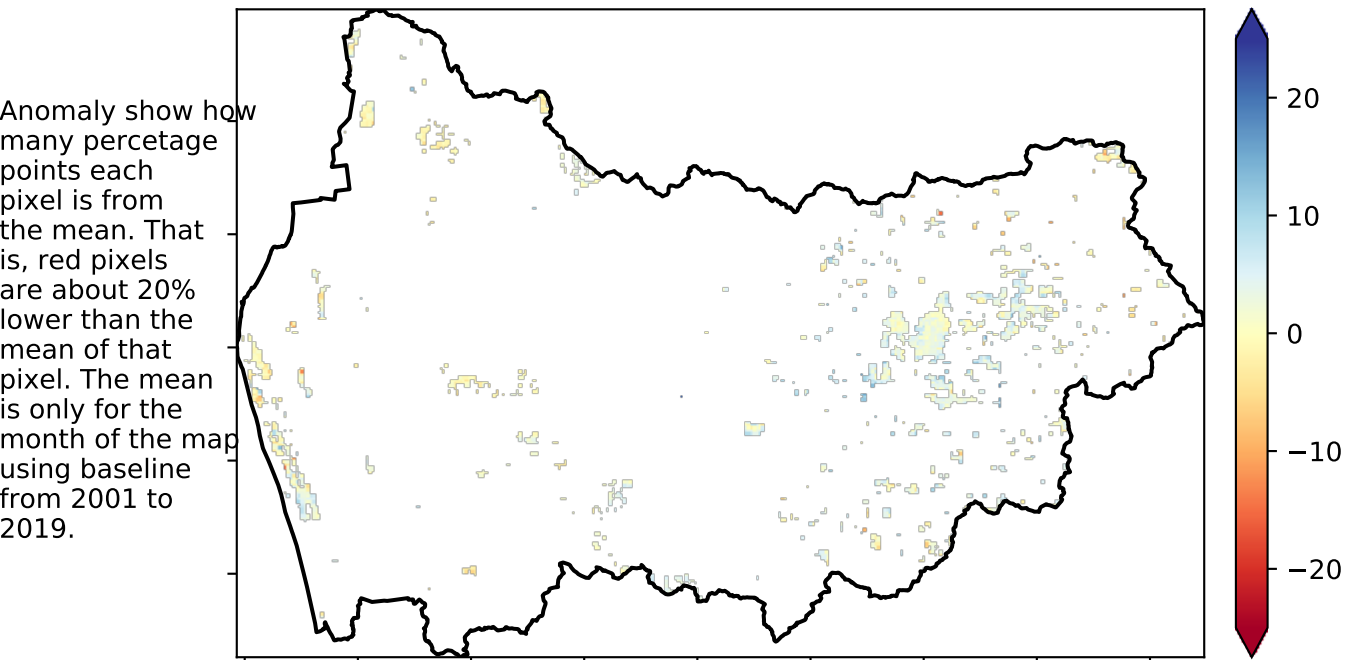 Anomaly show how
many percetage
points each
pixel is from
the mean. That
is, red pixels
are about 20%
lower than the
mean of that
pixel. The mean
is only for the
month of the map
using baseline
from 2001 to
2019.
20
10
0
−10
−20